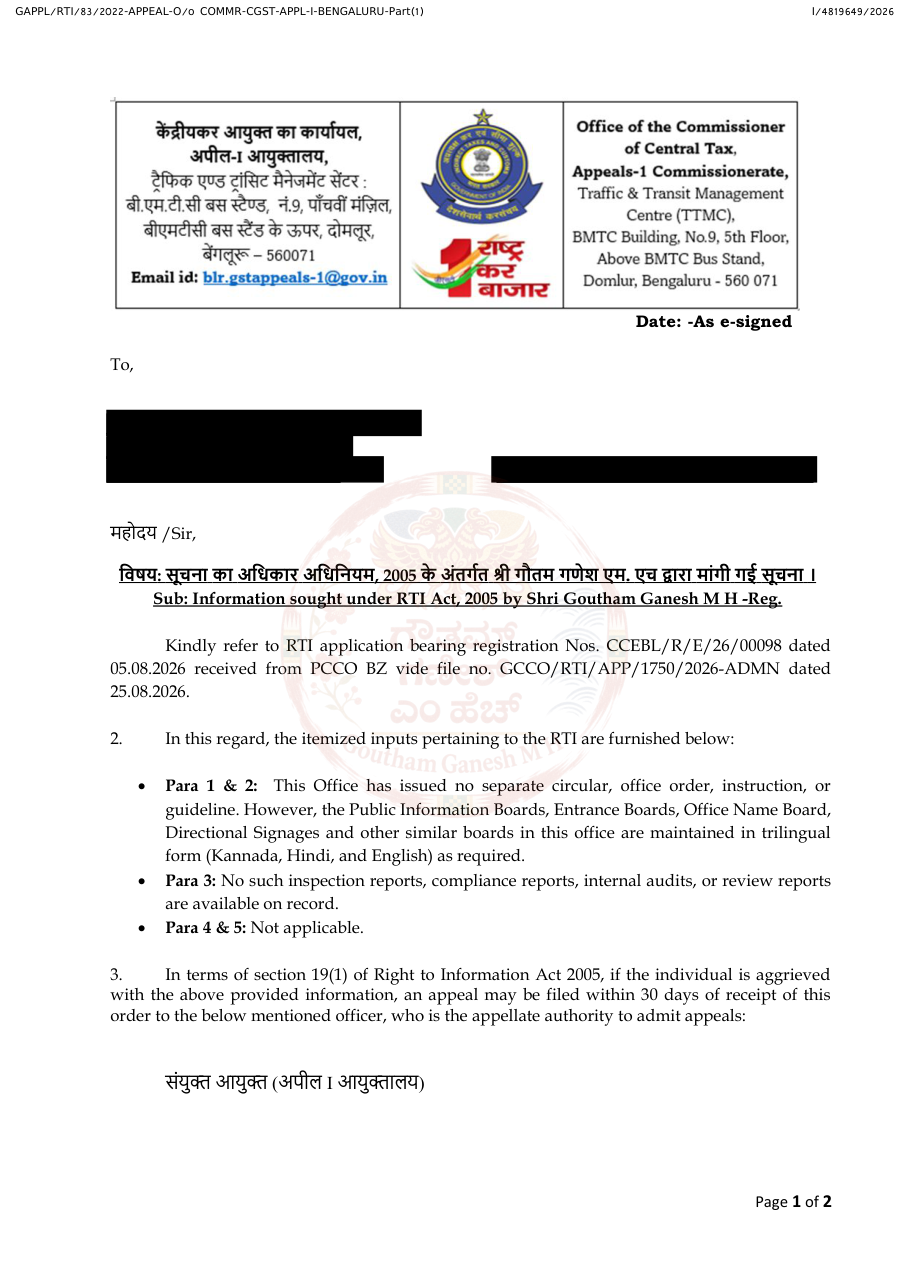 GAPPL/RTI/83/2022-APPEAL-O/o COMMR-CGST-APPL-I-BENGALURU-Part(1)
I/4819649/2026
केंद्रीयकर आयुक्त का कार्यायल,
अपील-I आयुक्तालय,
ट्रैफिक एण्ड ट्रांसिट मैनेजमेंट सेंटर :
बी.एम.टी.सी बस स्टैण्ड, नं.9, पाँचवी मंज़िल,
बीएमटीसी बस स्टैंड के ऊपर, दोमलूर,
बेंगलूरू – 560071
Email id: blr.gstappeals-1@gov.in
GOVERNMENT OF INDIA
देशसेवार्थ करसंचय
1 राष्ट्र
कर
बाजार
Office of the Commissioner
of Central Tax,
Appeals-1 Commissionerate,
Traffic & Transit Management
Centre (TTMC),
BMTC Building, No.9, 5th Floor,
Above BMTC Bus Stand,
Domlur, Bengaluru - 560 071
Date: -As e-signed
To,
महोदय /Sir,
विषय: सूचना का अधिकार अधिनियम, 2005 के अंतर्गत श्री गौतम गणेश एम. एच द्वारा मांगी गई सूचना ।
Sub: Information sought under RTI Act, 2005 by Shri Goutham Ganesh M H -Reg.
Kindly refer to RTI application bearing registration Nos. CCEBL/R/E/26/00098 dated
05.08.2026 received from PCCO BZ vide file no. GCCO/RTI/APP/1750/2026-ADMN dated
25.08.2026.
ಗೌತಮ್
ಗಣೇಶ್
ಎಂ ಹೆಚ್
Goutham Ganesh M H
2. In this regard, the itemized inputs pertaining to the RTI are furnished below:
• Para 1 & 2: This Office has issued no separate circular, office order, instruction, or
guideline. However, the Public Information Boards, Entrance Boards, Office Name Board,
Directional Signages and other similar boards in this office are maintained in trilingual
form (Kannada, Hindi, and English) as required.
• Para 3: No such inspection reports, compliance reports, internal audits, or review reports
are available on record.
• Para 4 & 5: Not applicable.
3. In terms of section 19(1) of Right to Information Act 2005, if the individual is aggrieved
with the above provided information, an appeal may be filed within 30 days of receipt of this
order to the below mentioned officer, who is the appellate authority to admit appeals:
संयुक्त आयुक्त (अपील I आयुक्तालय)
Page 1 of 2